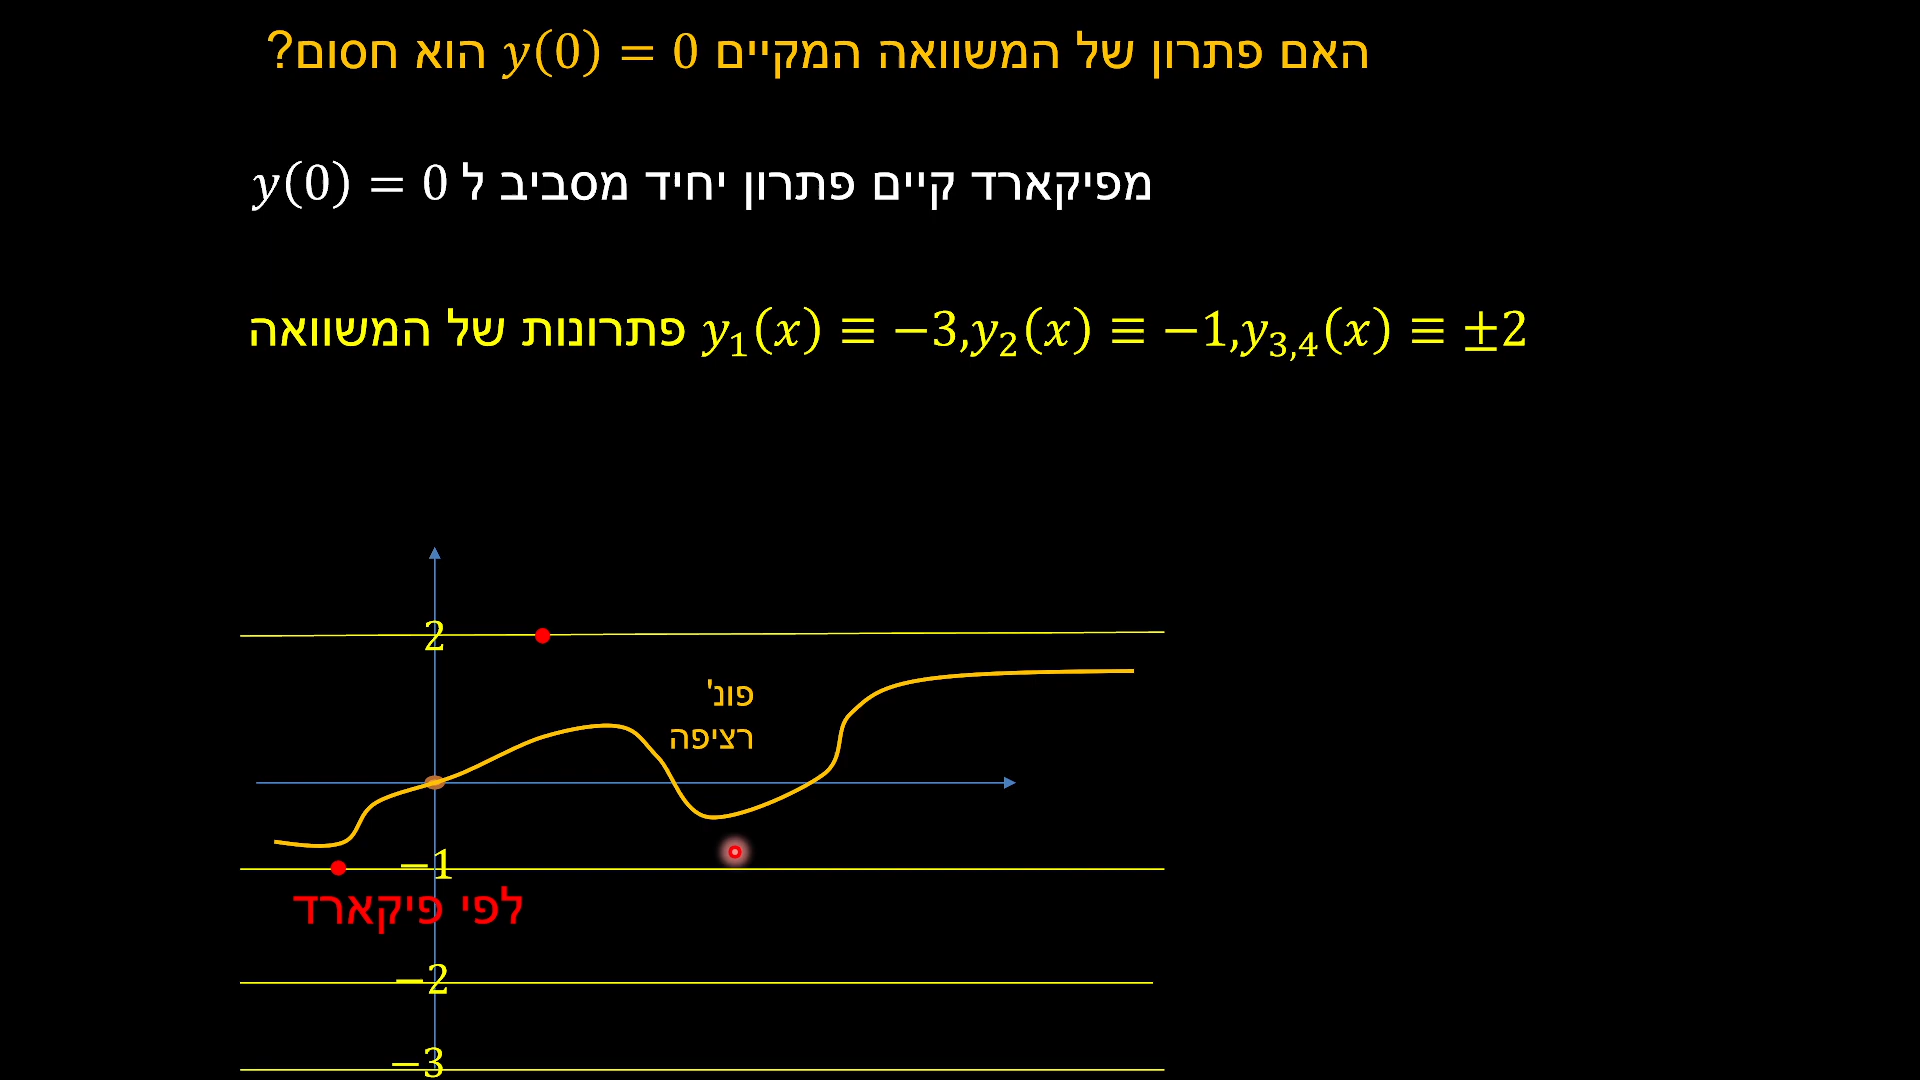 האם פתרון של המשוואה המקיים y(0) = 0 הוא חסום?
מפיקארד קיים פתרון יחיד מסביב ל y(0) = 0
y₁(x) ≡ −3,y₂(x) ≡ −1,y₃,₄(x) ≡ ±2 פתרונות של המשוואה
2
פונ'
רציפה
−1
לפי פיקארד
−2
−3